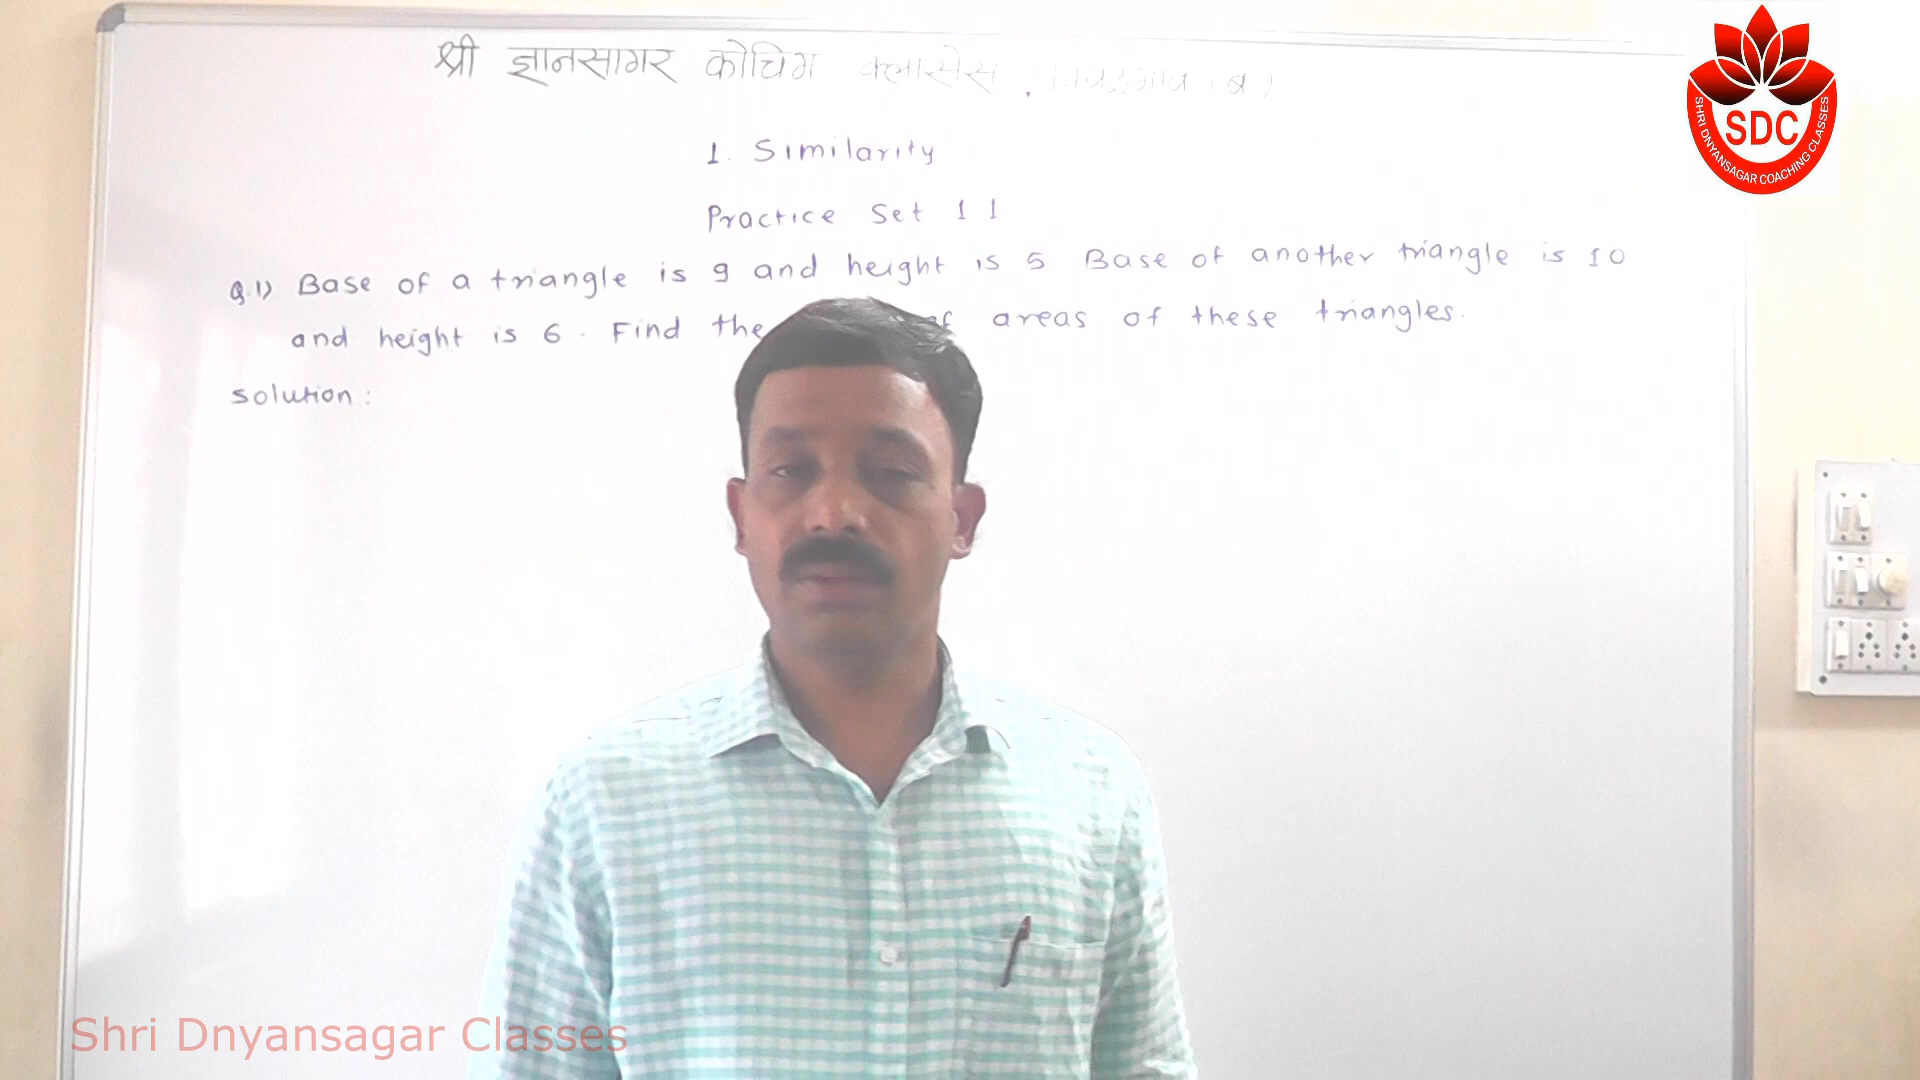 श्री ज्ञानसागर कोचिंग क्लासेस
1. Similarity
Practice Set 1 1
Q.1) Base of a triangle is 9 and height is 5 Base of another triangle is 10
and height is 6. Find the of areas of these triangles.
solution:
SDC
SHRI DNYANSAGAR COACHING CLASSES
Shri Dnyansagar Classes